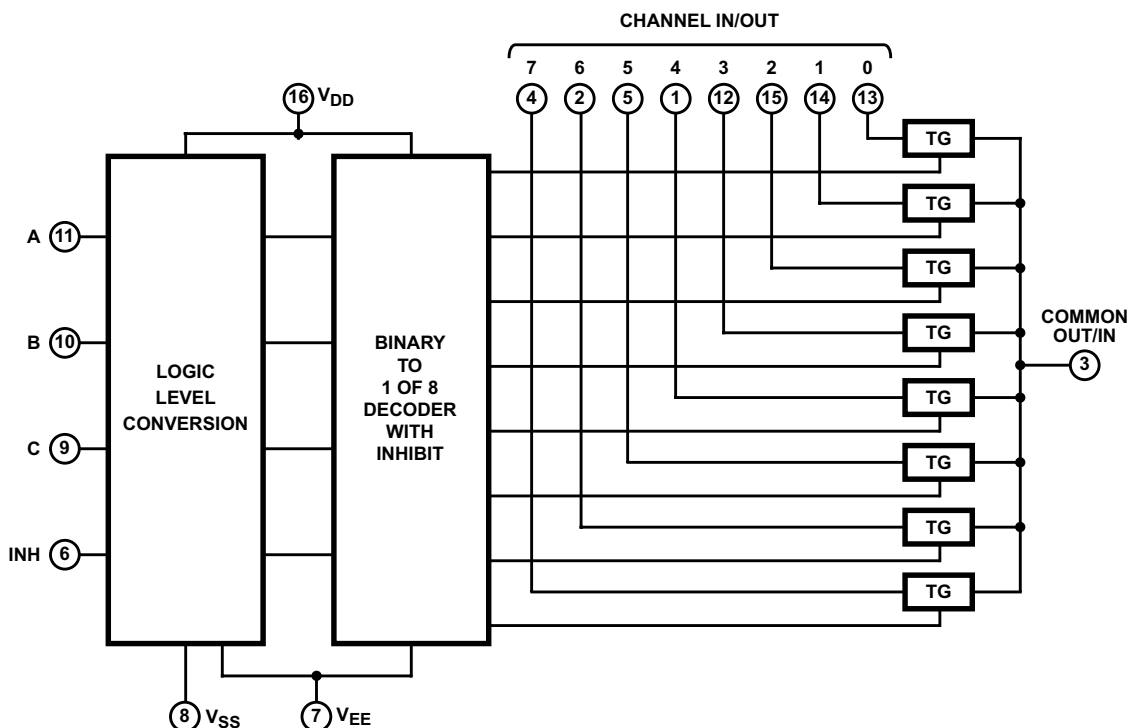 CHANNEL IN/OUT
7 6 5 4 3 2 1 0
4 2 5 1 12 15 14 13
16 VDD
TG
TG
TG
TG
TG
TG
TG
TG
A 11
B 10
C 9
INH 6
LOGIC
LEVEL
CONVERSION
BINARY
TO
1 OF 8
DECODER
WITH
INHIBIT
COMMON
OUT/IN
3
8 VSS
7 VEE